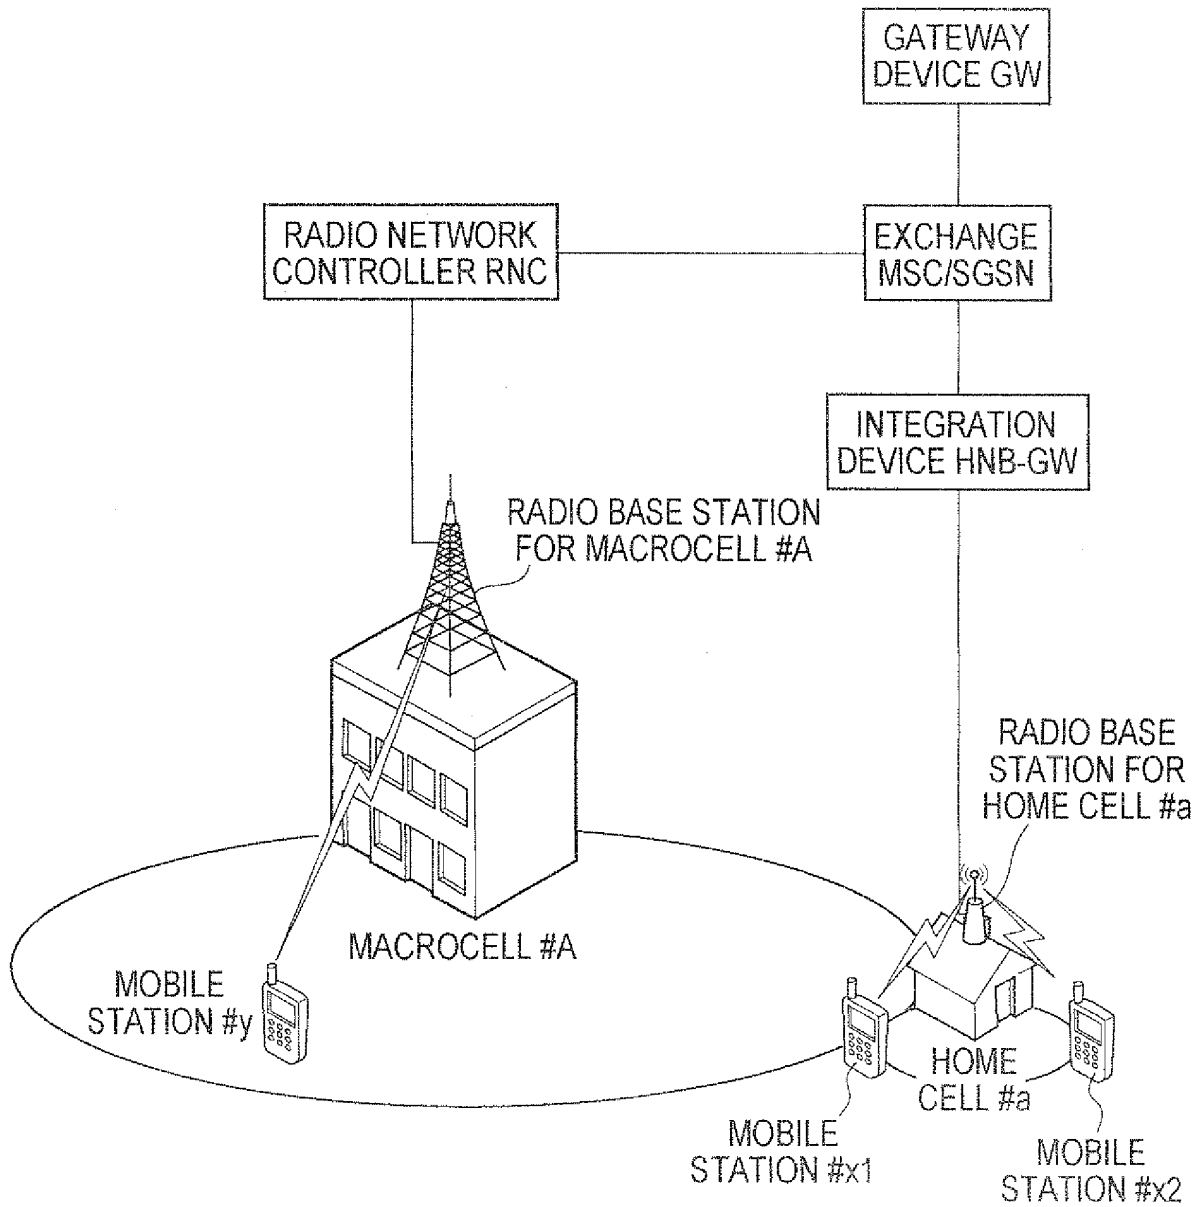 GATEWAY
DEVICE GW
RADIO NETWORK
CONTROLLER RNC
EXCHANGE
MSC/SGSN
INTEGRATION
DEVICE HNB-GW
RADIO BASE STATION
FOR MACROCELL #A
RADIO BASE
STATION FOR
HOME CELL #a
MACROCELL #A
MOBILE
STATION #y
HOME
CELL #a
MOBILE
STATION #x1
MOBILE
STATION #x2